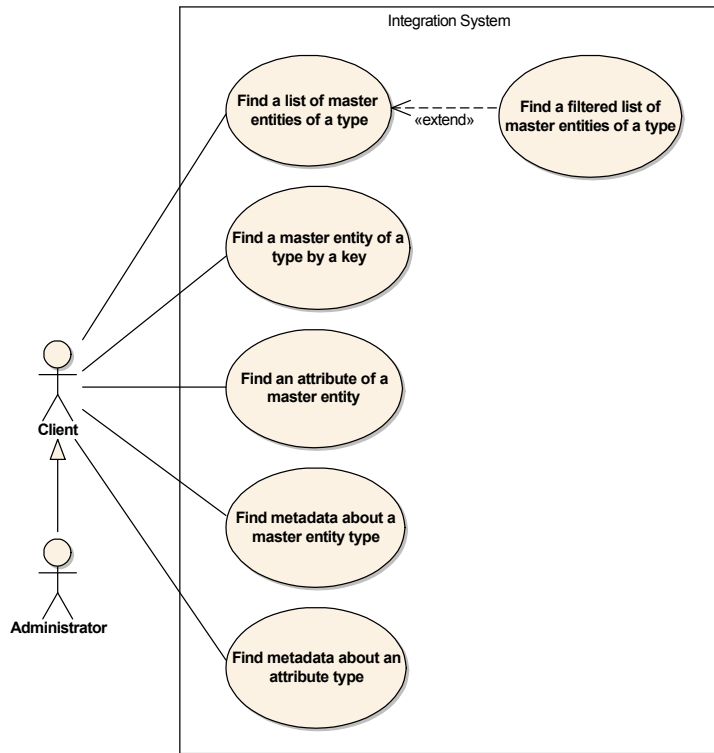 Integration System
Find a list of master
entities of a type
«extend»
Find a filtered list of
master entities of a type
Find a master entity of a
type by a key
Find an attribute of a
master entity
Client
Find metadata about a
master entity type
Administrator
Find metadata about an
attribute type